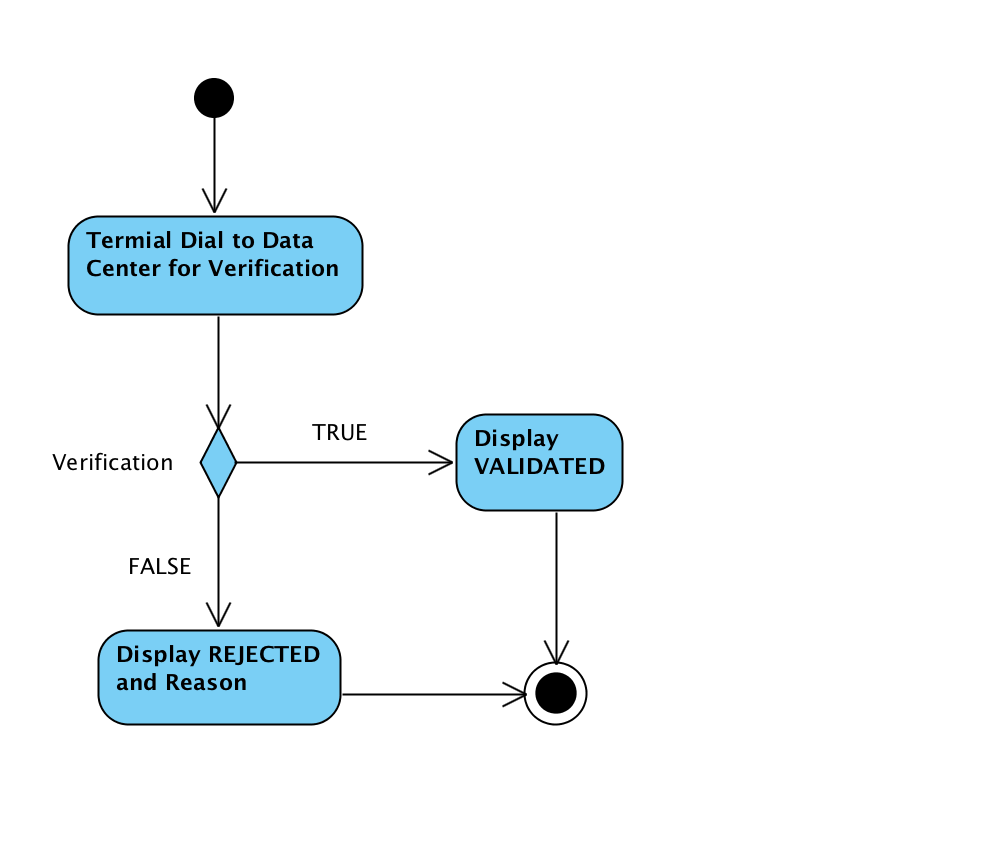 Termial Dial to Data
Center for Verification
TRUE
Verification
Display
VALIDATED
FALSE
Display REJECTED
and Reason